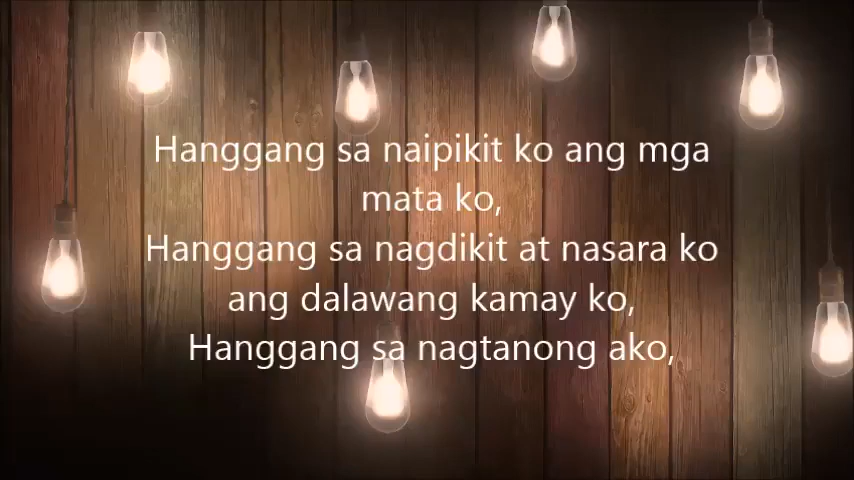 Hanggang sa naipikit ko ang mga
mata ko,
Hanggang sa nagdikit at nasara ko
ang dalawang kamay ko,
Hanggang sa nagtanong ako,